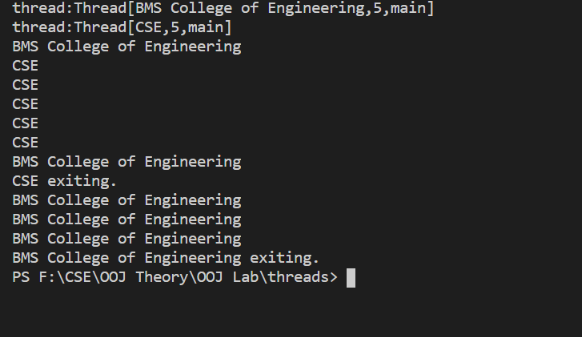 thread:Thread[BMS College of Engineering,5,main]
thread:Thread[CSE,5,main]
BMS College of Engineering
CSE
CSE
CSE
CSE
CSE
BMS College of Engineering
CSE exiting.
BMS College of Engineering
BMS College of Engineering
BMS College of Engineering
BMS College of Engineering exiting.
PS F:\CSE\OOJ Theory\OOJ Lab\threads>